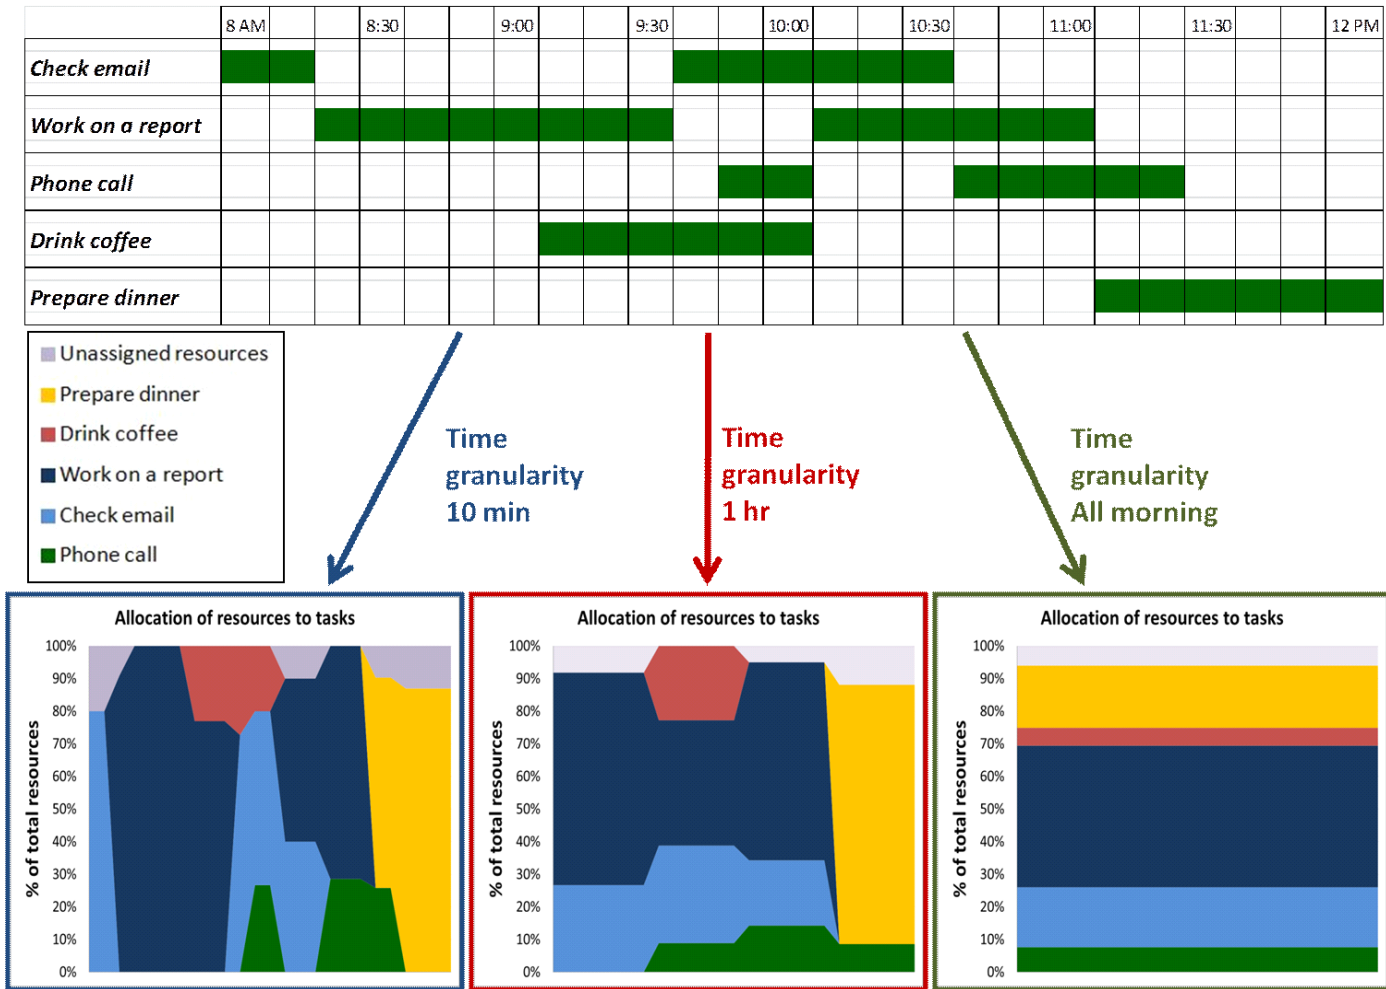 8 AM 8:30 9:00 9:30 10:00 10:30 11:00 11:30 12 PM
Check email
Work on a report
Phone call
Drink coffee
Prepare dinner
Unassigned resources
Prepare dinner
Drink coffee
Work on a report
Check email
Phone call
Time
granularity
10 min
Time
granularity
1 hr
Time
granularity
All morning
Allocation of resources to tasks
% of total resources
100%
90%
80%
70%
60%
50%
40%
30%
20%
10%
0%
Allocation of resources to tasks
% of total resources
100%
90%
80%
70%
60%
50%
40%
30%
20%
10%
0%
Allocation of resources to tasks
% of total resources
100%
90%
80%
70%
60%
50%
40%
30%
20%
10%
0%